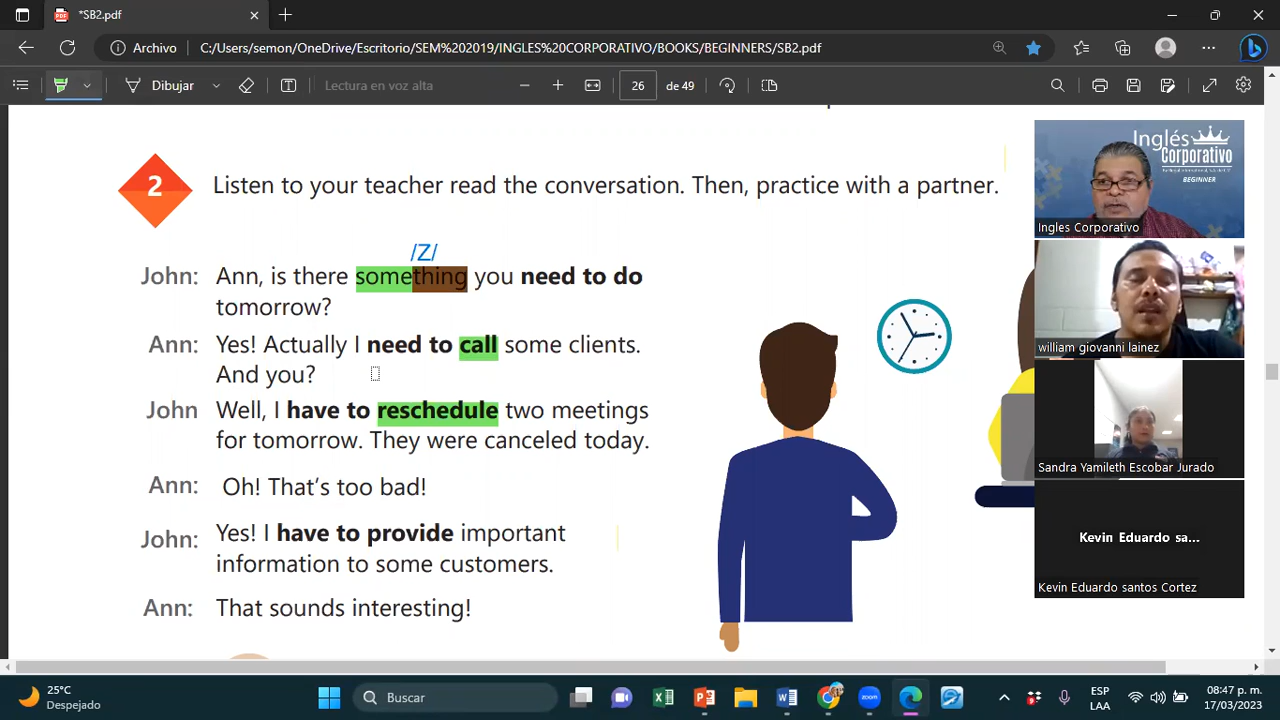 *SB2.pdf
Archivo
C:/Users/semon/OneDrive/Escritorio/SEM%202019/INGLES%20CORPORATIVO/BOOKS/BEGINNERS/SB2.pdf
Dibujar
Lectura en voz alta
26
de 49
2
Listen to your teacher read the conversation. Then, practice with a partner.
/Z/
John: Ann, is there something you need to do
tomorrow?
Ann: Yes! Actually I need to call some clients.
And you?
John Well, I have to reschedule two meetings
for tomorrow. They were canceled today.
Ann: Oh! That's too bad!
John: Yes! I have to provide important
information to some customers.
Ann: That sounds interesting!
Inglés
Corporativo
BEGINNER
Ingles Corporativo
william giovanni lainez
Sandra Yamileth Escobar Jurado
Kevin Eduardo sa...
Kevin Eduardo santos Cortez
25°C
Despejado
Buscar
ESP
LAA
08:47 p. m.
17/03/2023